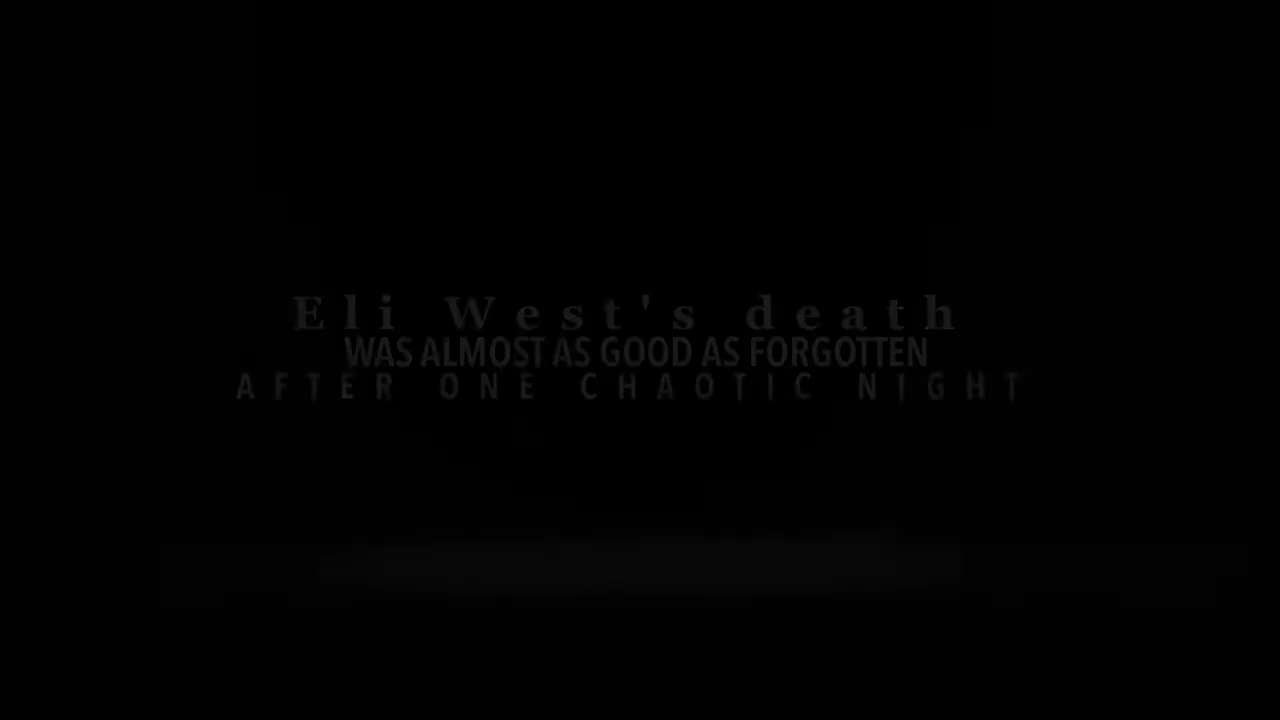 Eli West's death
WAS ALMOST AS GOOD AS FORGOTTEN
AFTER ONE CHAOTIC NIGHT